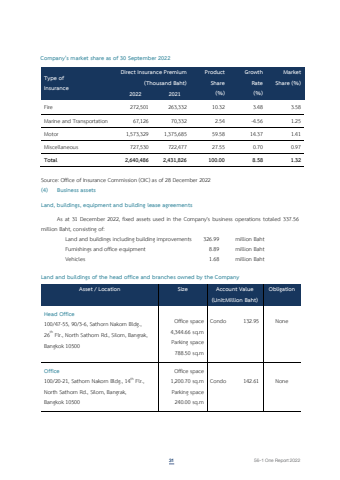 Company's market share as of 30 September 2022
Type of Insurance Direct Insurance Premium (Thousand Baht) Product Share (%) Growth Rate (%) Market Share (%)
2022 2021
Fire 272,501 263,332 10.32 3.48 3.58
Marine and Transportation 67,126 70,332 2.54 -4.56 1.25
Motor 1,573,329 1,375,685 59.58 14.37 1.41
Miscellaneous 727,530 722,477 27.55 0.70 0.97
Total 2,640,486 2,431,826 100.00 8.58 1.32
Source: Office of Insurance Commission (OIC) as of 28 December 2022
(4) Business assets
Land, buildings, equipment and building lease agreements
As at 31 December 2022, fixed assets used in the Company's business operations totaled 337.56
million Baht, consisting of:
Land and buildings including building improvements 326.99 million Baht
Furnishings and office equipment 8.89 million Baht
Vehicles 1.68 million Baht
Land and buildings of the head office and branches owned by the Company
Asset / Location Size Account Value (Unit:Million Baht) Obligation
Head Office
100/47-55, 90/3-6, Sathorn Nakorn Bldg.,
26th Flr., North Sathorn Rd., Silom, Bangrak,
Bangkok 10500
Office space
4,344.66 sq.m
Parking space
788.50 sq.m
Condo 132.95 None
Office
100/20-21, Sathorn Nakorn Bldg., 14th Flr.,
North Sathorn Rd., Silom, Bangrak,
Bangkok 10500
Office space
1,200.70 sq.m
Parking space
240.00 sq.m
Condo 142.61 None
56-1 One Report 2022